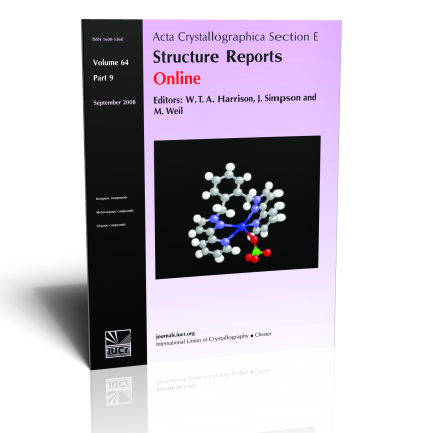 ISSN 1600-5368
Volume 64
Part 9
September 2008
Inorganic compounds
Metal-organic compounds
Organic compounds
iucr
Acta Crystallographica Section E
Structure Reports
Online
Editors: W. T. A. Harrison, J. Simpson and
M. Weil
journals.iucr.org
International Union of Crystallography • Chester